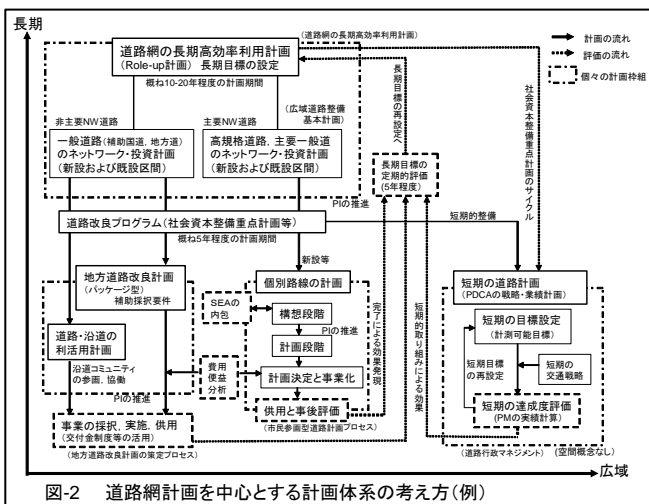 長期
道路網の長期高効率利用計画
(Role-up計画) 長期目標の設定
(道路網の長期高効率利用計画)
概ね10-20年程度の計画期間
計画の流れ
評価の流れ
個々の計画枠組
非主要NW道路
主要NW道路
(広域道路整備
基本計画)
一般道路(補助国道, 地方道)
のネットワーク・投資計画
(新設および既設区間)
高規格道路, 主要一般道
のネットワーク・投資計画
(新設および既設区間)
長期目標の再設定へ
長期目標の
定期的評価
(5年程度)
社会資本整備重点計画のサイクル
PIの推進
道路改良プログラム(社会資本整備重点計画等)
概ね5年程度の計画期間
短期的整備
新設等
地方道路改良計画
(パッケージ型)
補助採択要件
個別路線の計画
SEAの
内包
構想段階
PIの推進
計画段階
計画決定と事業化
供用と事後評価
(市民参画型道路計画プロセス)
道路・沿道の
利活用計画
沿道コミュニティ
の参画, 協働
PIの推進
費用
便益
分析
事業の採択, 実施, 供用
(交付金制度等の活用)
(地方道路改良計画の策定プロセス)
完了による効果発現
短期的取り組みによる効果
短期の道路計画
(PDCAの戦略・業績計画)
短期の目標設定
(計測可能目標)
短期目標
の再設定
短期の
交通戦略
短期の達成度評価
(PMの実績計算)
(道路行政マネジメント)
(空間概念なし)
広域
図-2 道路網計画を中心とする計画体系の考え方(例)